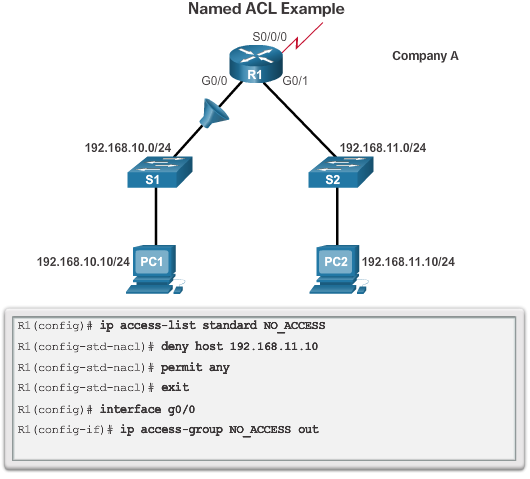 Named ACL Example
S0/0/0
Company A
R1
G0/0
G0/1
192.168.10.0/24
192.168.11.0/24
S1
S2
192.168.10.10/24
PC1
PC2
192.168.11.10/24
R1(config)# ip access-list standard NO_ACCESS
R1(config-std-nacl)# deny host 192.168.11.10
R1(config-std-nacl)# permit any
R1(config-std-nacl)# exit
R1(config)# interface g0/0
R1(config-if)# ip access-group NO_ACCESS out